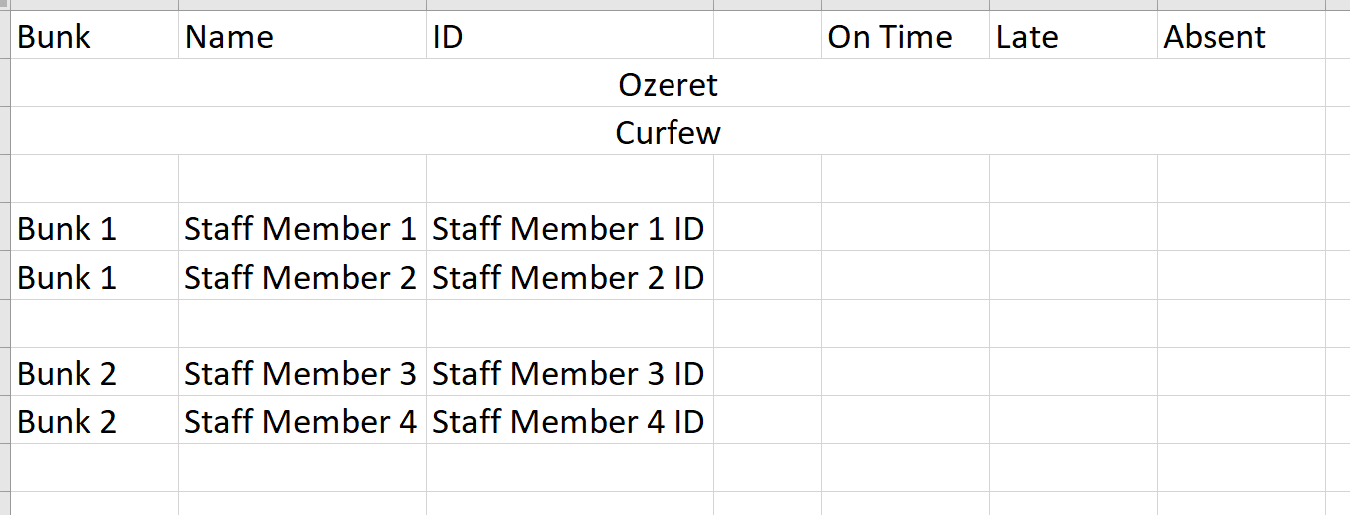 Bunk Name ID On Time Late Absent
Ozeret
Curfew
Bunk 1 Staff Member 1 Staff Member 1 ID
Bunk 1 Staff Member 2 Staff Member 2 ID
Bunk 2 Staff Member 3 Staff Member 3 ID
Bunk 2 Staff Member 4 Staff Member 4 ID